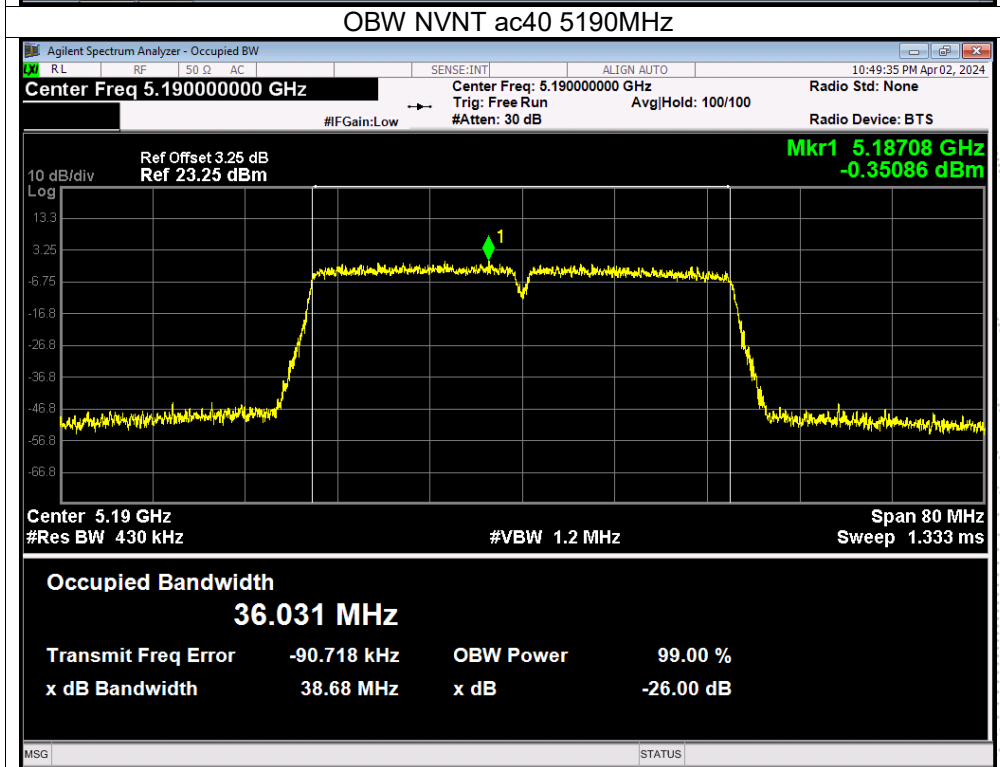 OBW NVNT ac40 5190MHz
Agilent Spectrum Analyzer - Occupied BW
LXI RL RF 50 Ω AC SENSE:INT ALIGN AUTO 10:49:35 PM Apr 02, 2024
Center Freq 5.190000000 GHz Center Freq: 5.190000000 GHz Radio Std: None
Trig: Free Run Avg|Hold: 100/100
#IFGain:Low #Atten: 30 dB Radio Device: BTS
Mkr1 5.18708 GHz
-0.35086 dBm
Ref Offset 3.25 dB
10 dB/div Ref 23.25 dBm
Log
13.3
1
3.25
-6.75
-16.8
-26.8
-36.8
-46.8
-56.8
-66.8
Center 5.19 GHz Span 80 MHz
#Res BW 430 kHz #VBW 1.2 MHz Sweep 1.333 ms
Occupied Bandwidth
36.031 MHz
Transmit Freq Error -90.718 kHz OBW Power 99.00 %
x dB Bandwidth 38.68 MHz x dB -26.00 dB
MSG STATUS